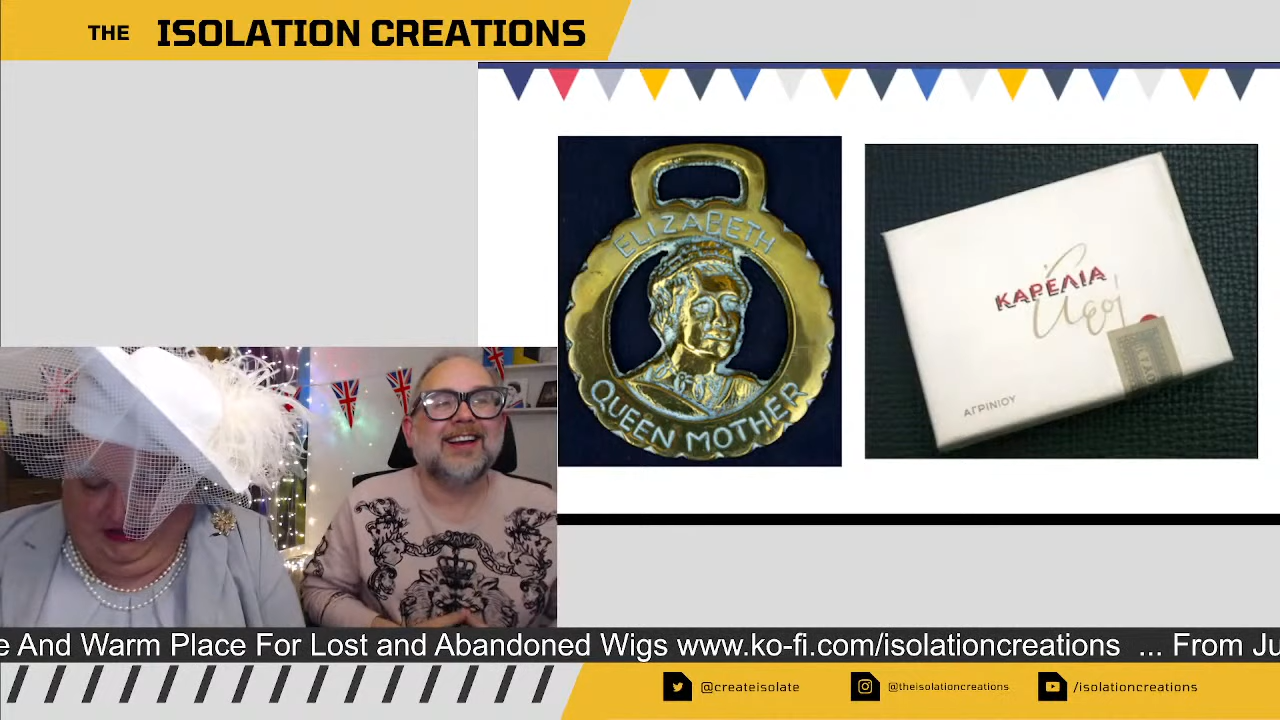 THE ISOLATION CREATIONS
ELIZABETH
QUEEN MOTHER
ΚΑΡΕΛΙΑ
ΑΓΡΙΝΙΟΥ
e And Warm Place For Lost and Abandoned Wigs www.ko-fi.com/isolationcreations ... From Ju
@createisolate @theisolationcreations /isolationcreations